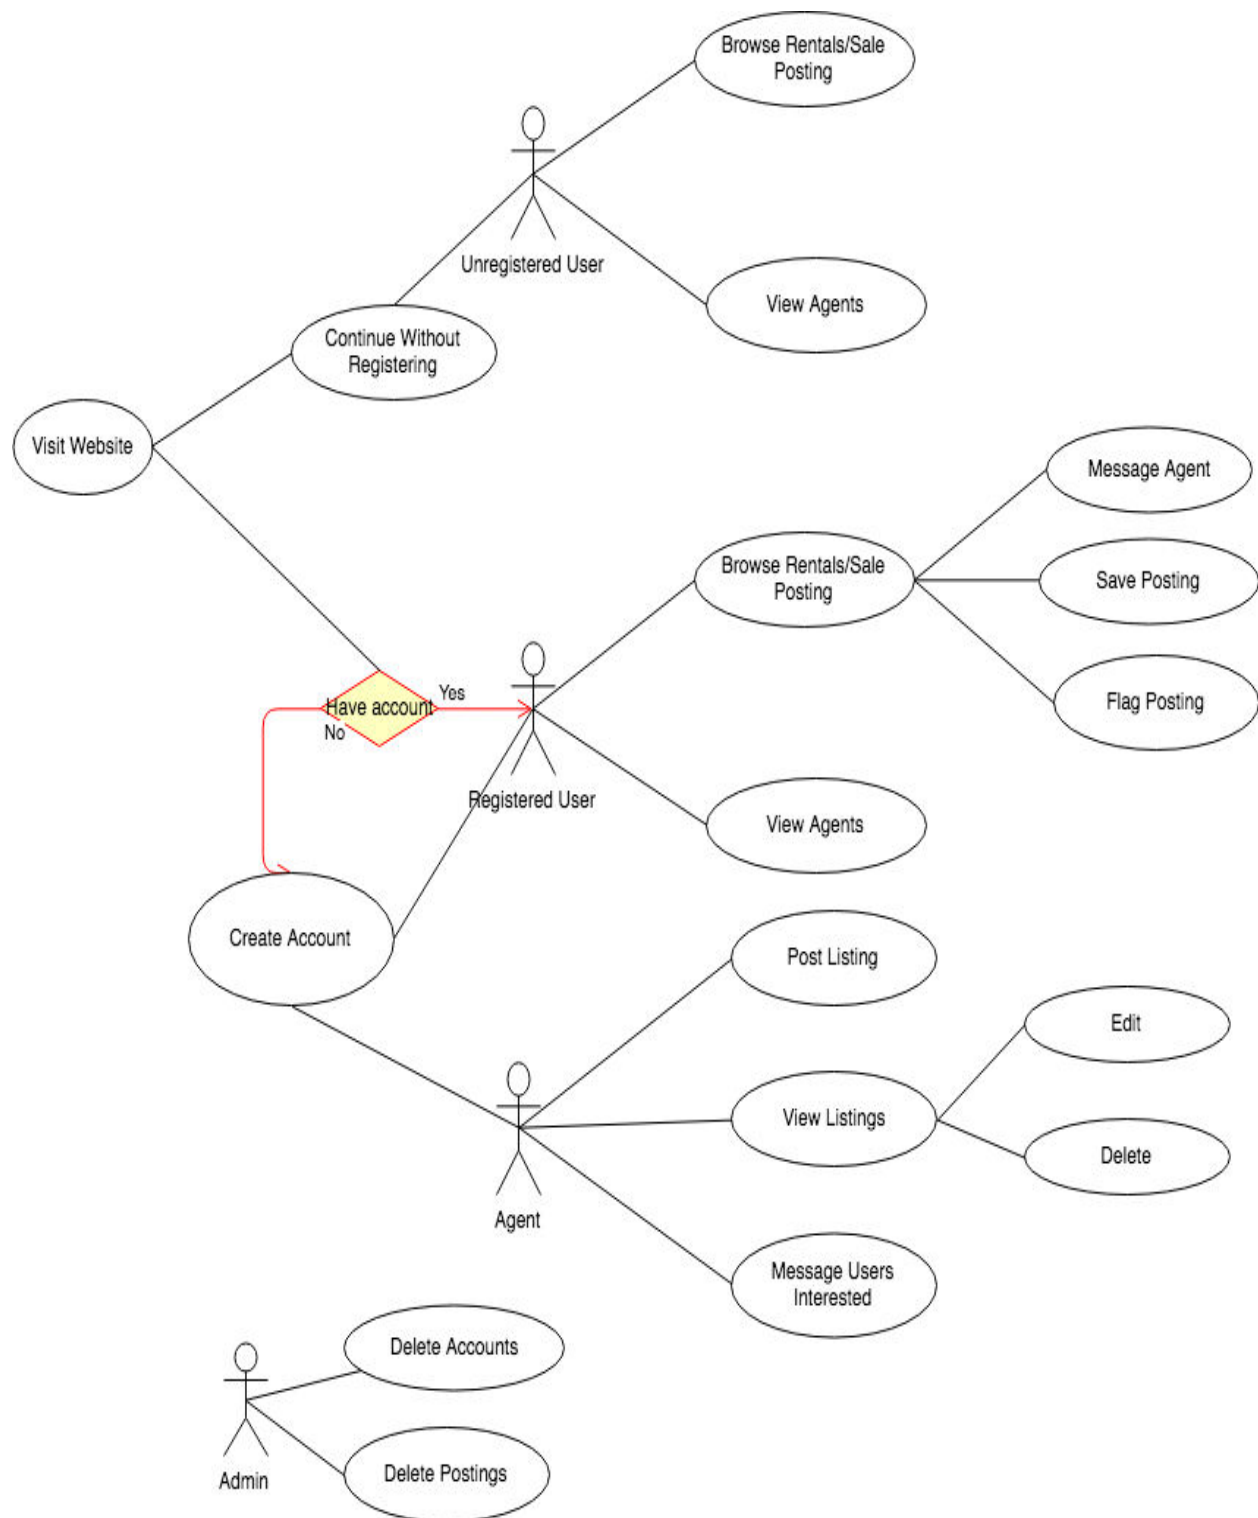 Browse Rentals/Sale
Posting
Unregistered User
View Agents
Continue Without
Registering
Visit Website
Message Agent
Browse Rentals/Sale
Posting
Save Posting
Have account
Yes
No
Flag Posting
Registered User
View Agents
Create Account
Post Listing
Edit
View Listings
Delete
Agent
Message Users
Interested
Delete Accounts
Admin
Delete Postings